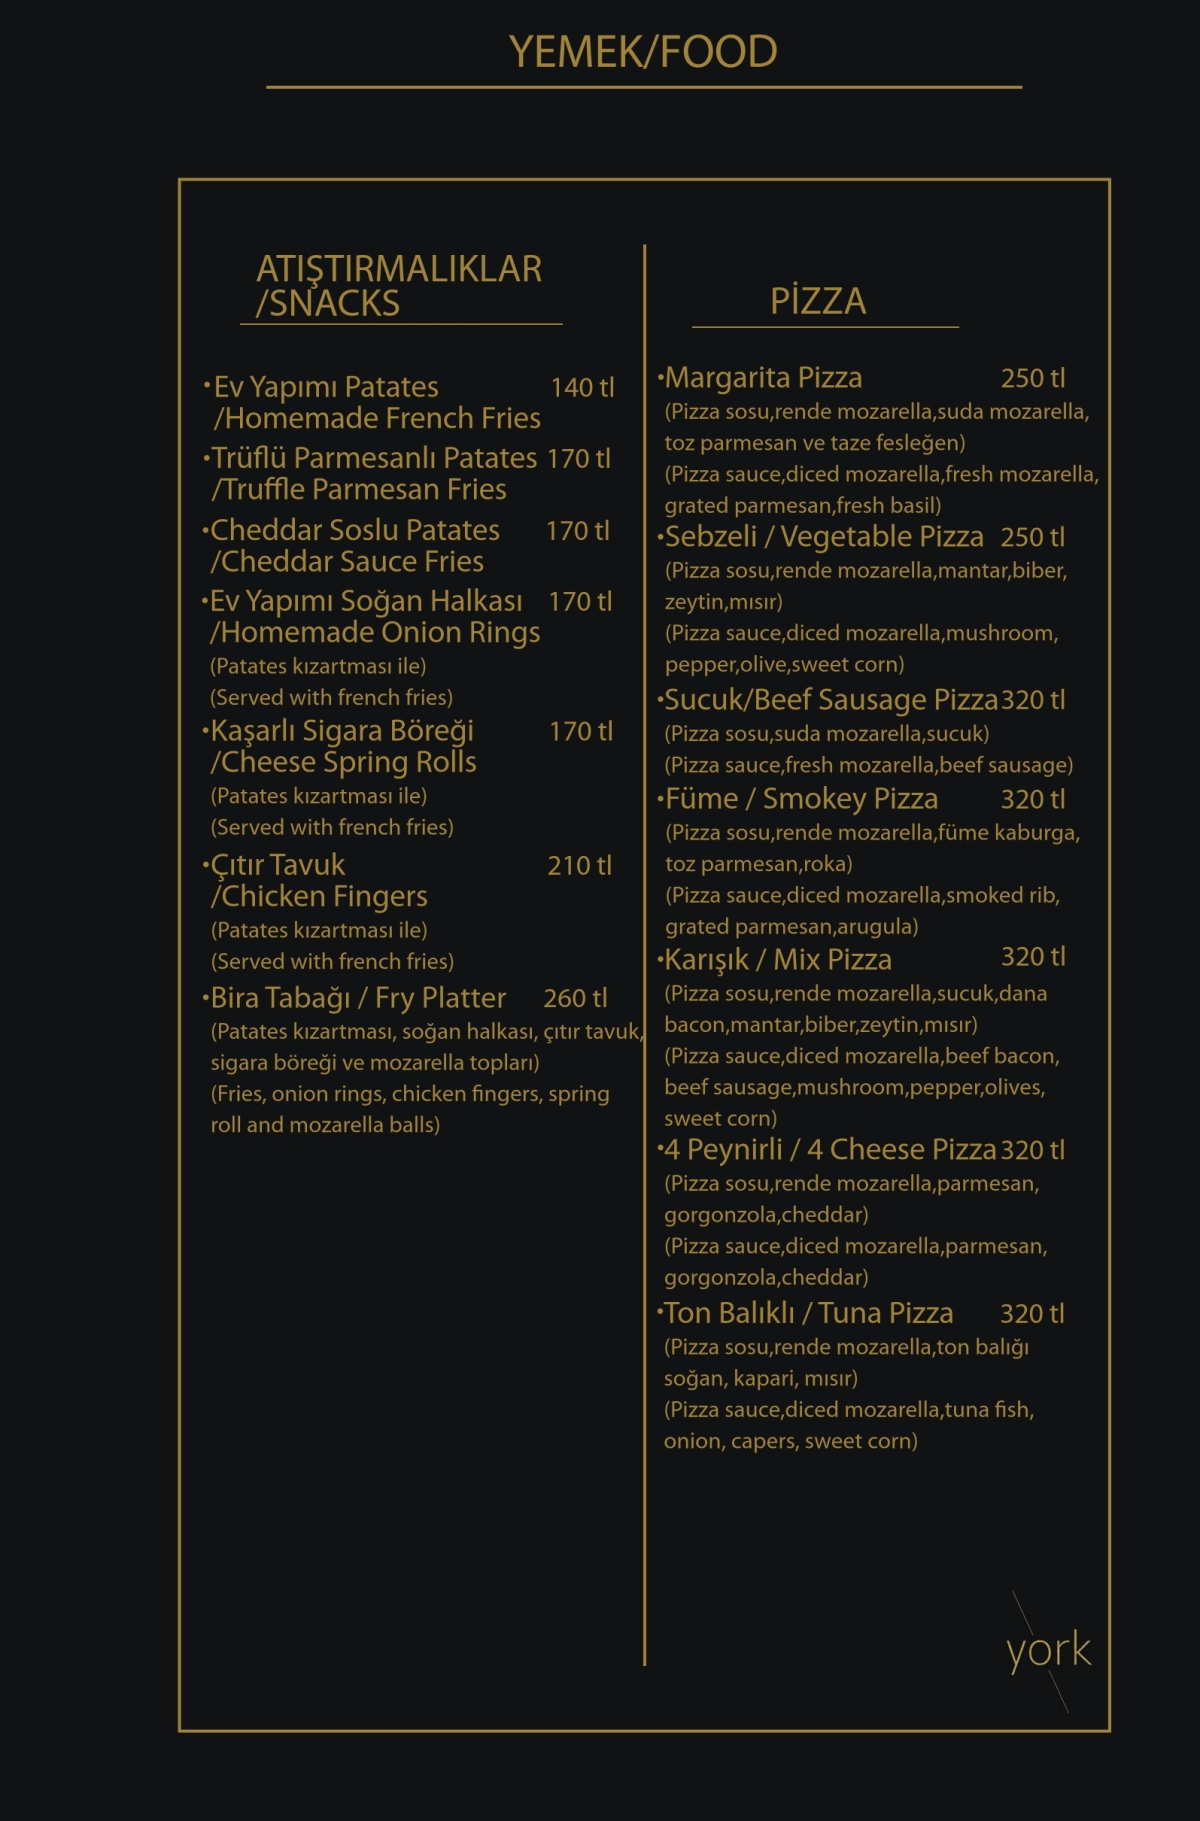 YEMEK/FOOD
ATIŞTIRMALIKLAR
/SNACKS
•Ev Yapımı Patates 140 tl
/Homemade French Fries
•Trüflü Parmesanlı Patates 170 tl
/Truffle Parmesan Fries
•Cheddar Soslu Patates 170 tl
/Cheddar Sauce Fries
•Ev Yapımı Soğan Halkası 170 tl
/Homemade Onion Rings
(Patates kızartması ile)
(Served with french fries)
•Kaşarlı Sigara Böreği 170 tl
/Cheese Spring Rolls
(Patates kızartması ile)
(Served with french fries)
•Çıtır Tavuk 210 tl
/Chicken Fingers
(Patates kızartması ile)
(Served with french fries)
•Bira Tabağı / Fry Platter 260 tl
(Patates kızartması, soğan halkası, çıtır tavuk,
sigara böreği ve mozarella topları)
(Fries, onion rings, chicken fingers, spring
roll and mozarella balls)
PİZZA
•Margarita Pizza 250 tl
(Pizza sosu,rende mozarella,suda mozarella,
toz parmesan ve taze fesleğen)
(Pizza sauce,diced mozarella,fresh mozarella,
grated parmesan,fresh basil)
•Sebzeli / Vegetable Pizza 250 tl
(Pizza sosu,rende mozarella,mantar,biber,
zeytin,mısır)
(Pizza sauce,diced mozarella,mushroom,
pepper,olive,sweet corn)
•Sucuk/Beef Sausage Pizza 320 tl
(Pizza sosu,suda mozarella,sucuk)
(Pizza sauce,fresh mozarella,beef sausage)
•Füme / Smokey Pizza 320 tl
(Pizza sosu,rende mozarella,füme kaburga,
toz parmesan,roka)
(Pizza sauce,diced mozarella,smoked rib,
grated parmesan,arugula)
•Karışık / Mix Pizza 320 tl
(Pizza sosu,rende mozarella,sucuk,dana
bacon,mantar,biber,zeytin,mısır)
(Pizza sauce,diced mozarella,beef bacon,
beef sausage,mushroom,pepper,olives,
sweet corn)
•4 Peynirli / 4 Cheese Pizza 320 tl
(Pizza sosu,rende mozarella,parmesan,
gorgonzola,cheddar)
(Pizza sauce,diced mozarella,parmesan,
gorgonzola,cheddar)
•Ton Balıklı / Tuna Pizza 320 tl
(Pizza sosu,rende mozarella,ton balığı
soğan, kapari, mısır)
(Pizza sauce,diced mozarella,tuna fish,
onion, capers, sweet corn)
york